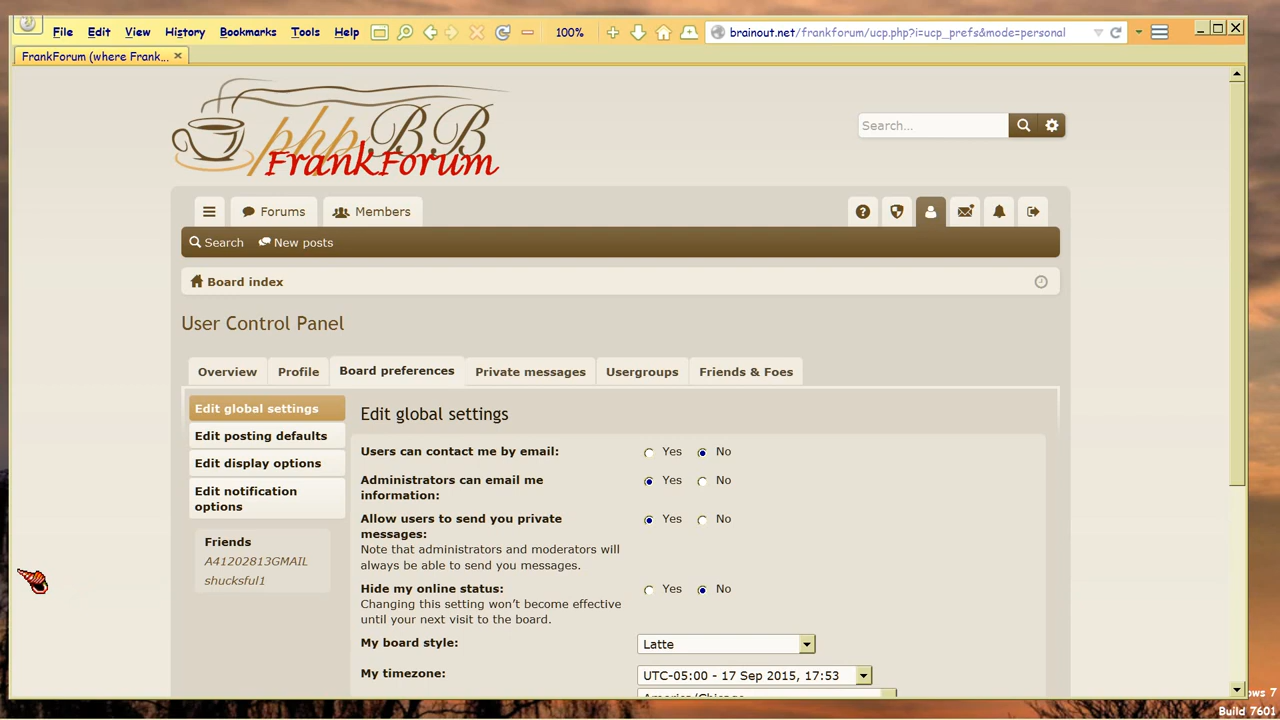 File Edit View History Bookmarks Tools Help 100% brainout.net/frankforum/ucp.php?i=ucp_prefs&mode=personal
FrankForum (where Frank... ×
phpBB
FrankForum
Search…
Forums Members
Search New posts
Board index
User Control Panel
Overview Profile Board preferences Private messages Usergroups Friends & Foes
Edit global settings
Edit posting defaults
Edit display options
Edit notification
options
Friends
A41202813GMAIL
shucksful1
Edit global settings
Users can contact me by email: Yes No
Administrators can email me
information: Yes No
Allow users to send you private
messages: Yes No
Note that administrators and moderators will
always be able to send you messages.
Hide my online status: Yes No
Changing this setting won’t become effective
until your next visit to the board.
My board style: Latte
My timezone: UTC-05:00 - 17 Sep 2015, 17:53
America/Chicago
ows 7
Build 7601